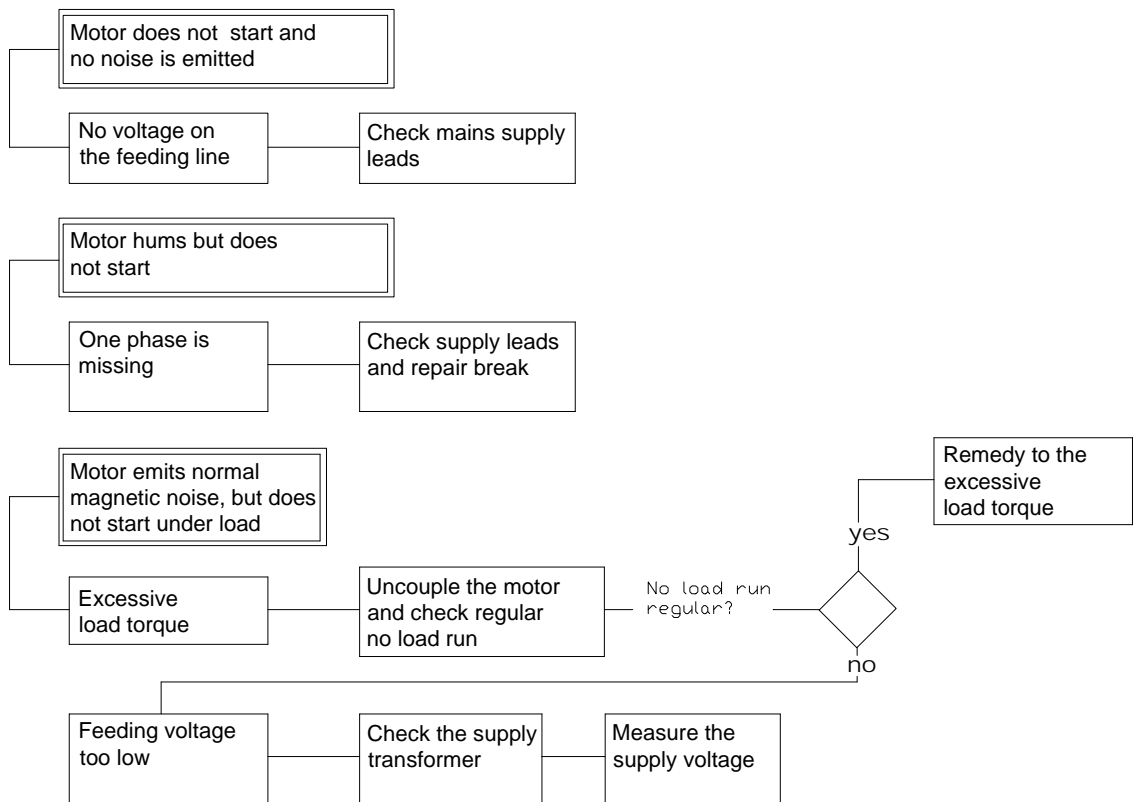 Motor does not start and
no noise is emitted
No voltage on
the feeding line
Check mains supply
leads
Motor hums but does
not start
One phase is
missing
Check supply leads
and repair break
Motor emits normal
magnetic noise, but does
not start under load
Remedy to the
excessive
load torque
yes
Excessive
load torque
Uncouple the motor
and check regular
no load run
No load run
regular?
no
Feeding voltage
too low
Check the supply
transformer
Measure the
supply voltage